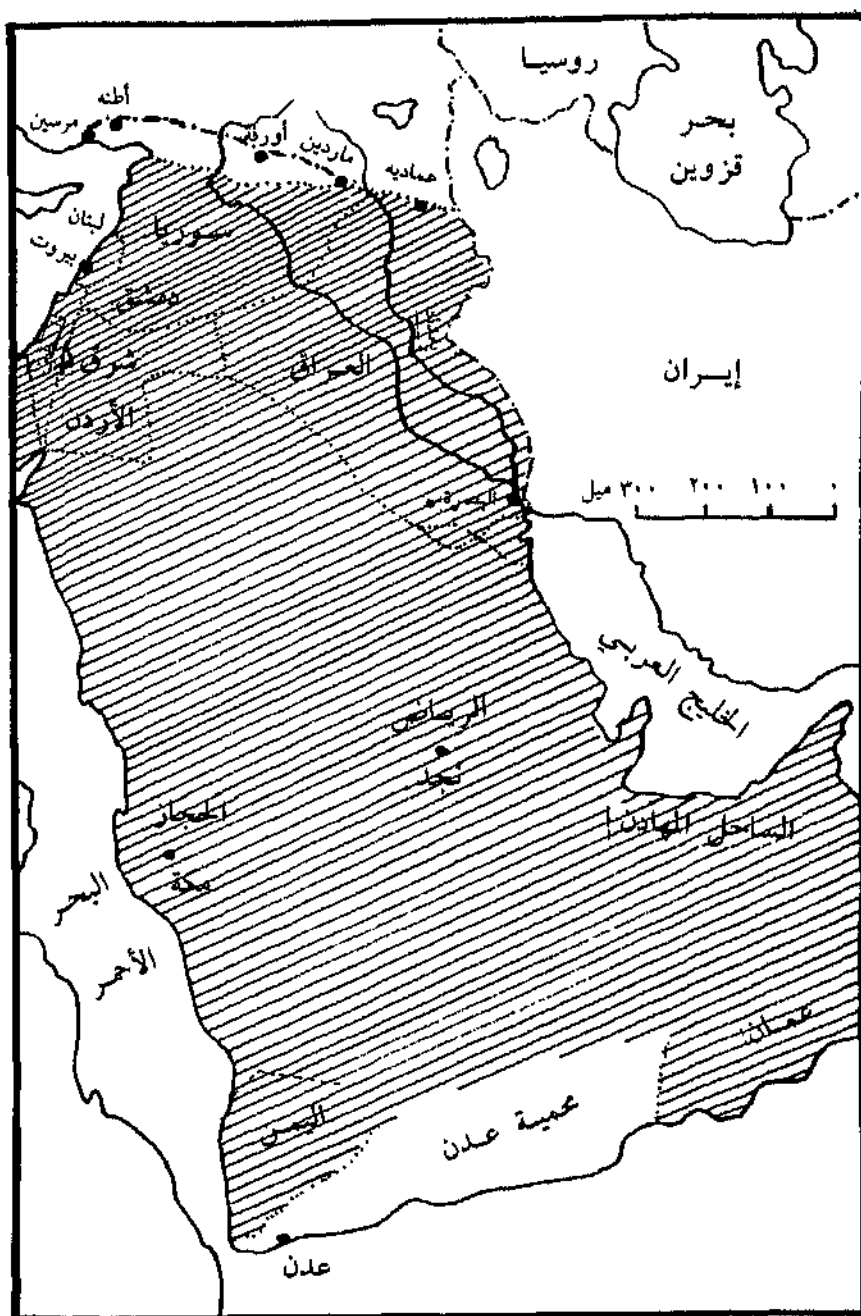 روسيا
بحر
قزوين
أطنه
مرسين
أورفة
ماردين
عماديه
لبنان
سوريا
بيروت
دمشق
شرق
الأردن
العراق
إيران
ميل ٣٠٠ ٢٠٠ ١٠٠ ٠
البصرة
الخليج العربي
الرياض
نجد
الحجاز
مكة
الساحل المهادن
البحر
الأحمر
عمان
اليمن
محمية عدن
عدن